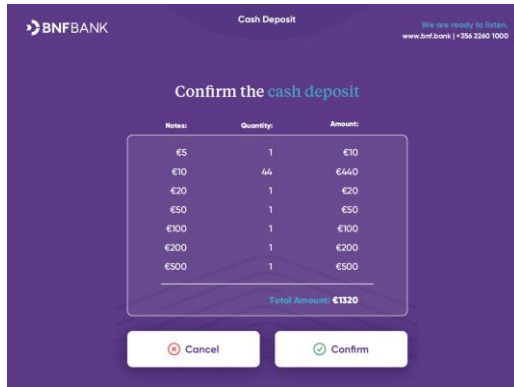 BNFBANK
Cash Deposit
We are ready to listen.
www.bnf.bank | +356 2260 1000
Confirm the cash deposit
Notes: Quantity: Amount:
€5 1 €10
€10 44 €440
€20 1 €20
€50 1 €50
€100 1 €100
€200 1 €200
€500 1 €500
Total Amount: €1320
Cancel Confirm